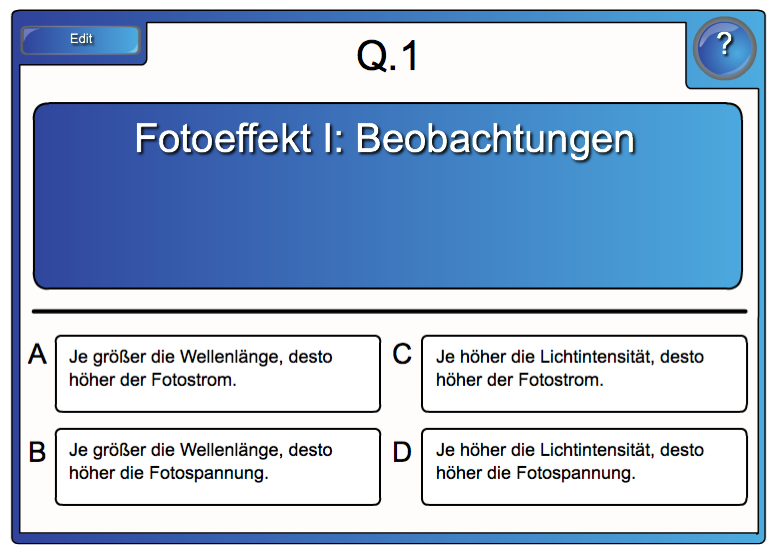 Edit
Q.1
?
Fotoeffekt I: Beobachtungen
A
Je größer die Wellenlänge, desto
höher der Fotostrom.
B
Je größer die Wellenlänge, desto
höher die Fotospannung.
C
Je höher die Lichtintensität, desto
höher der Fotostrom.
D
Je höher die Lichtintensität, desto
höher die Fotospannung.